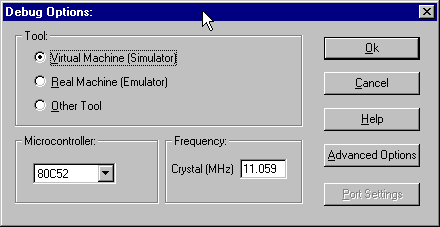 Debug Options:
Tool:
Virtual Machine (Simulator)
Real Machine (Emulator)
Other Tool
Microcontroller:
80C52
Frequency:
Crystal (MHz) 11.059
Ok
Cancel
Help
Advanced Options
Port Settings